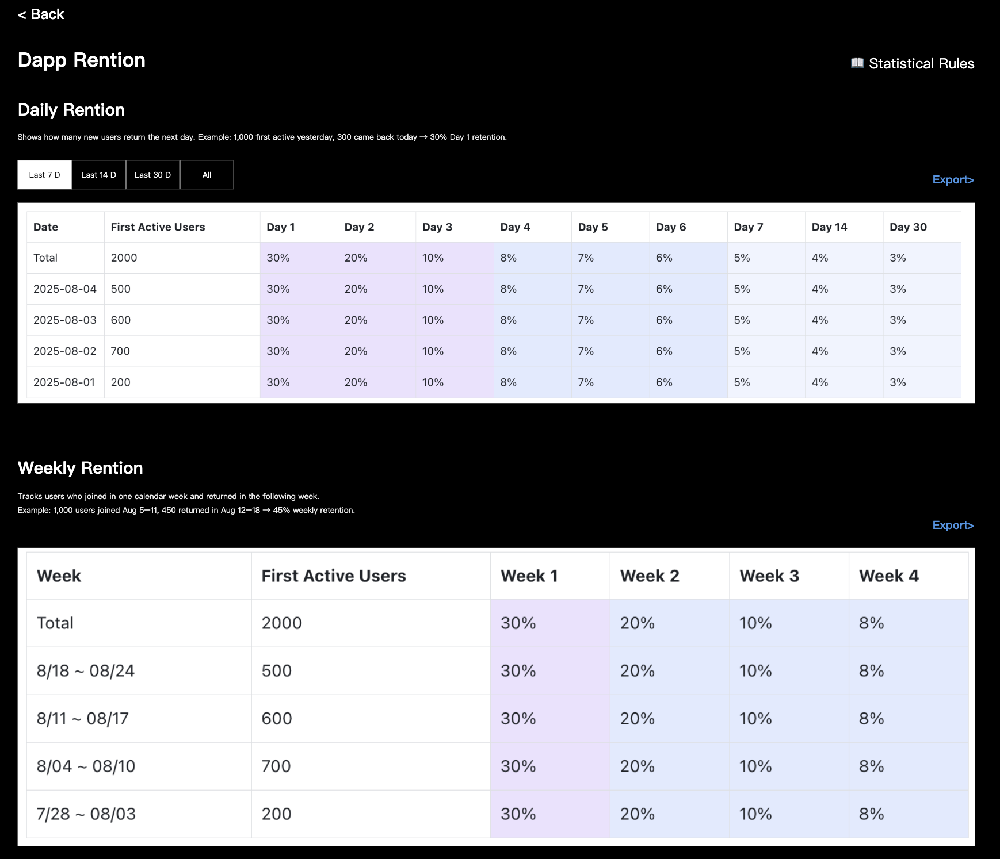 < Back
Dapp Rention
📖 Statistical Rules
Daily Rention
Shows how many new users return the next day. Example: 1,000 first active yesterday, 300 came back today → 30% Day 1 retention.
Last 7 D Last 14 D Last 30 D All
Export>
Date First Active Users Day 1 Day 2 Day 3 Day 4 Day 5 Day 6 Day 7 Day 14 Day 30
Total 2000 30% 20% 10% 8% 7% 6% 5% 4% 3%
2025-08-04 500 30% 20% 10% 8% 7% 6% 5% 4% 3%
2025-08-03 600 30% 20% 10% 8% 7% 6% 5% 4% 3%
2025-08-02 700 30% 20% 10% 8% 7% 6% 5% 4% 3%
2025-08-01 200 30% 20% 10% 8% 7% 6% 5% 4% 3%
Weekly Rention
Tracks users who joined in one calendar week and returned in the following week.
Example: 1,000 users joined Aug 5–11, 450 returned in Aug 12–18 → 45% weekly retention.
Export>
Week First Active Users Week 1 Week 2 Week 3 Week 4
Total 2000 30% 20% 10% 8%
8/18 ~ 08/24 500 30% 20% 10% 8%
8/11 ~ 08/17 600 30% 20% 10% 8%
8/04 ~ 08/10 700 30% 20% 10% 8%
7/28 ~ 08/03 200 30% 20% 10% 8%